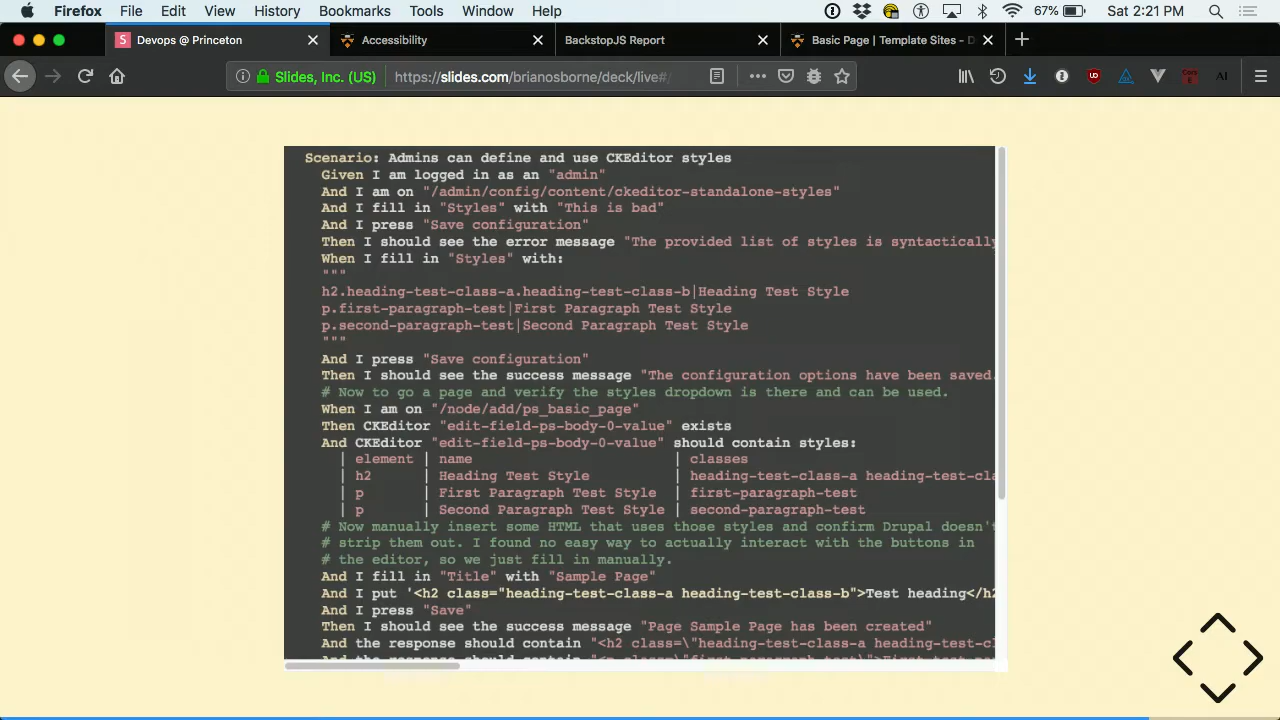 Firefox File Edit View History Bookmarks Tools Window Help 67% Sat 2:21 PM
Devops @ Princeton Accessibility BackstopJS Report Basic Page | Template Sites - D
Slides, Inc. (US) https://slides.com/brianosborne/deck/live#/
Scenario: Admins can define and use CKEditor styles
Given I am logged in as an "admin"
And I am on "/admin/config/content/ckeditor-standalone-styles"
And I fill in "Styles" with "This is bad"
And I press "Save configuration"
Then I should see the error message "The provided list of styles is syntactically
When I fill in "Styles" with:
"""
h2.heading-test-class-a.heading-test-class-b|Heading Test Style
p.first-paragraph-test|First Paragraph Test Style
p.second-paragraph-test|Second Paragraph Test Style
"""
And I press "Save configuration"
Then I should see the success message "The configuration options have been saved.
# Now to go a page and verify the styles dropdown is there and can be used.
When I am on "/node/add/ps_basic_page"
Then CKEditor "edit-field-ps-body-0-value" exists
And CKEditor "edit-field-ps-body-0-value" should contain styles:
| element | name | classes
| h2 | Heading Test Style | heading-test-class-a heading-test-cla
| p | First Paragraph Test Style | first-paragraph-test
| p | Second Paragraph Test Style | second-paragraph-test
# Now manually insert some HTML that uses those styles and confirm Drupal doesn't
# strip them out. I found no easy way to actually interact with the buttons in
# the editor, so we just fill in manually.
And I fill in "Title" with "Sample Page"
And I put '<h2 class="heading-test-class-a heading-test-class-b">Test heading</h2
And I press "Save"
Then I should see the success message "Page Sample Page has been created"
And the response should contain "<h2 class=\"heading-test-class-a heading-test-cl
And the response should contain "<p class=\"first-paragraph-test\">First test par